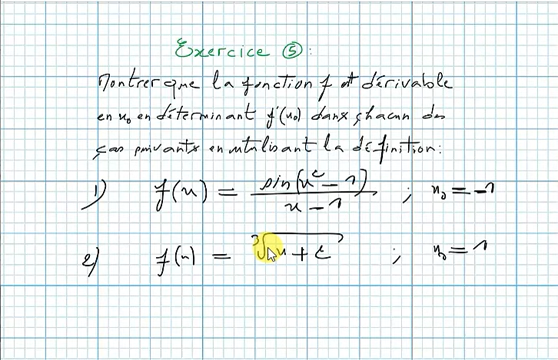 Exercice 5:
Montrer que la fonction f est dérivable
en x₀ en déterminant f'(x₀) dans chacun des
cas suivants en utilisant la définition:
1) f(x) = sin(x² - 1) / x - 1 ; x₀ = -1
2) f(x) = ∛x + 2 ; x₀ = 1